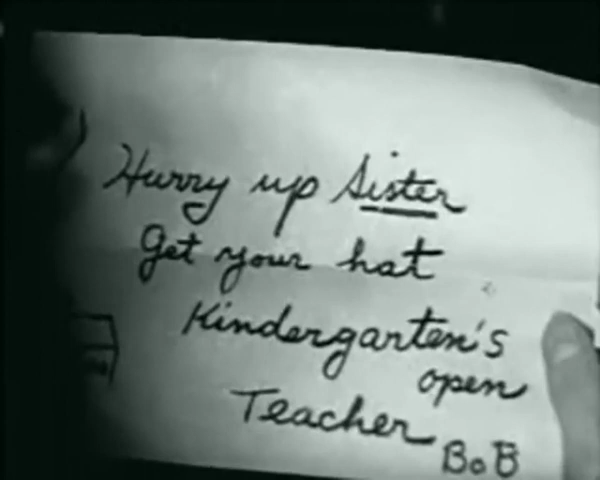 Hurry up Sister
Get your hat
Kindergarten's
open
Teacher
BoB